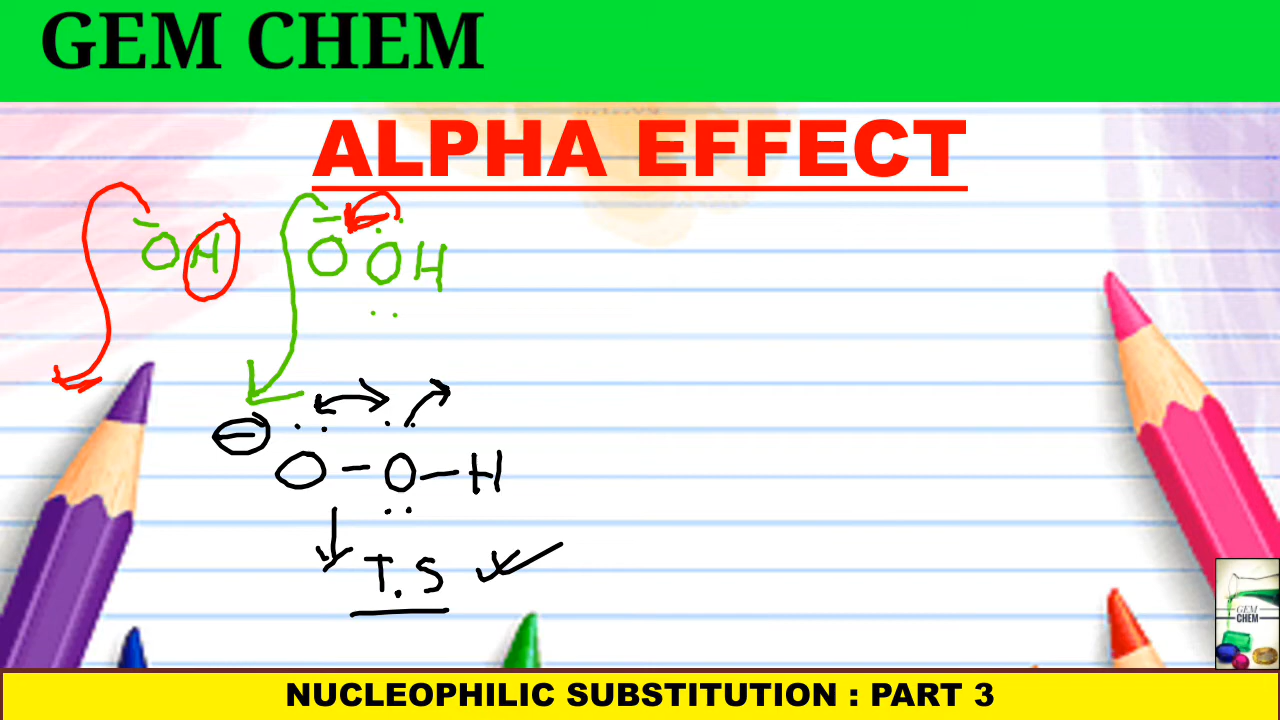 GEM CHEM
ALPHA EFFECT
OH
OOH
O-O-H
T.S
GEM
CHEM
NUCLEOPHILIC SUBSTITUTION : PART 3